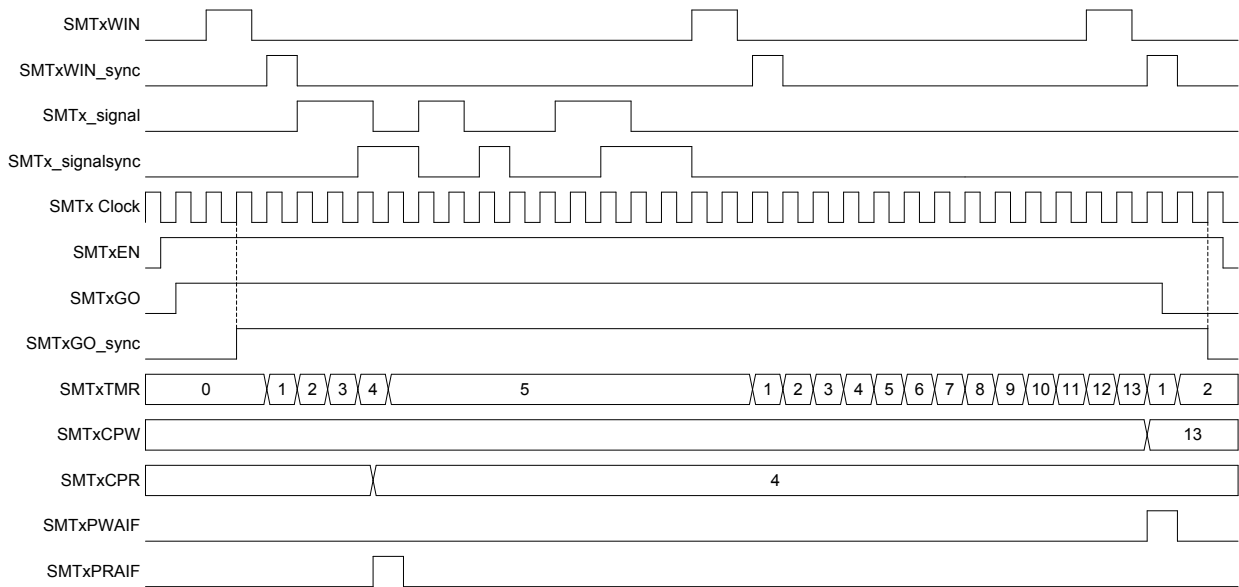 SMTxWIN
SMTxWIN_sync
SMTx_signal
SMTx_signalsync
SMTx Clock
SMTxEN
SMTxGO
SMTxGO_sync
SMTxTMR 0 1 2 3 4 5 1 2 3 4 5 6 7 8 9 10 11 12 13 1 2
SMTxCPW 13
SMTxCPR 4
SMTxPWAIF
SMTxPRAIF